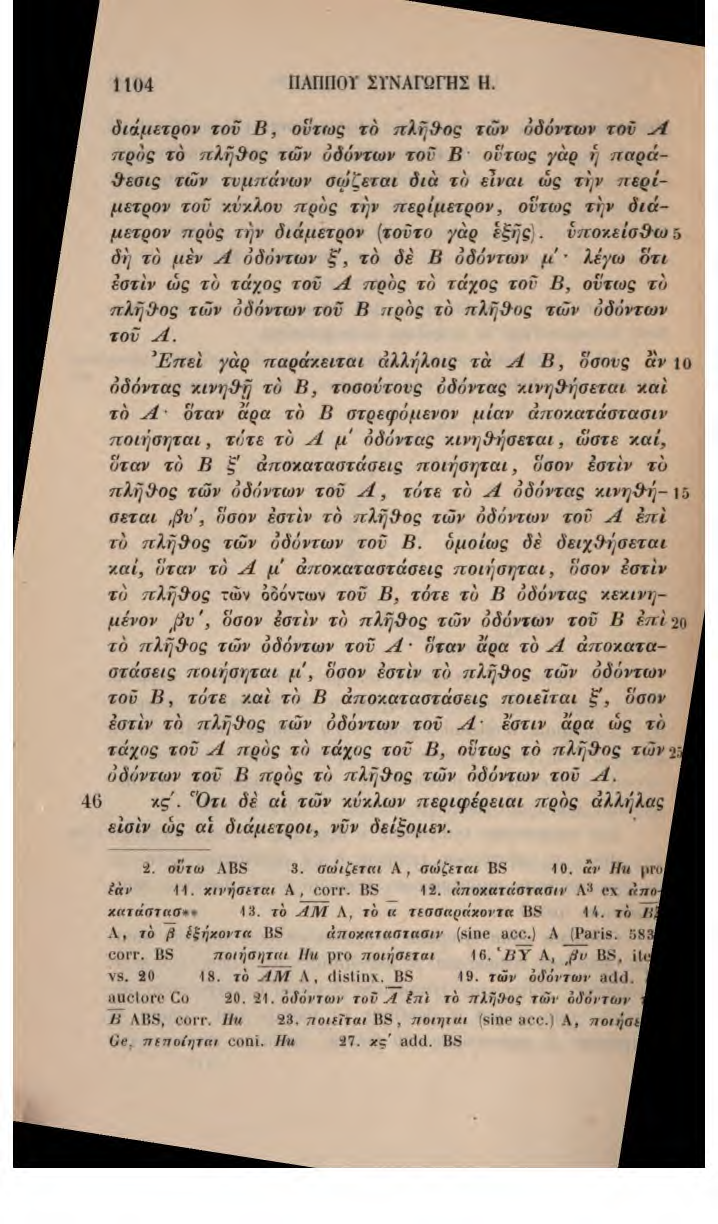 1104 ΠΑΠΠΟΥ ΣΥΝΑΓΩΓΗΣ Η.
διάμετρον τοῦ Β, οὕτως τὸ πλῆθος τῶν ὀδόντων τοῦ Α
πρὸς τὸ πλῆθος τῶν ὀδόντων τοῦ Β· οὕτως γὰρ ἡ παρά-
θεσις τῶν τυμπάνων σῴζεται διὰ τὸ εἶναι ὡς τὴν περί-
μετρον τοῦ κύκλου πρὸς τὴν περίμετρον, οὕτως τὴν διά-
μετρον πρὸς τὴν διάμετρον (τοῦτο γὰρ ἑξῆς). ὑποκείσθω 5
δὴ τὸ μὲν Α ὀδόντων ξ', τὸ δὲ Β ὀδόντων μ'· λέγω ὅτι
ἐστὶν ὡς τὸ τάχος τοῦ Α πρὸς τὸ τάχος τοῦ Β, οὕτως τὸ
πλῆθος τῶν ὀδόντων τοῦ Β πρὸς τὸ πλῆθος τῶν ὀδόντων
τοῦ Α.
Ἐπεὶ γὰρ παράκειται ἀλλήλοις τὰ Α Β, ὅσους ἂν 10
ὀδόντας κινηθῇ τὸ Β, τοσούτους ὀδόντας κινηθήσεται καὶ
τὸ Α· ὅταν ἄρα τὸ Β στρεφόμενον μίαν ἀποκατάστασιν
ποιήσηται, τότε τὸ Α μ' ὀδόντας κινηθήσεται, ὥστε καί,
ὅταν τὸ Β ξ' ἀποκαταστάσεις ποιήσηται, ὅσον ἐστὶν τὸ
πλῆθος τῶν ὀδόντων τοῦ Α, τότε τὸ Α ὀδόντας κινηθή- 15
σεται ͵βυ', ὅσον ἐστὶν τὸ πλῆθος τῶν ὀδόντων τοῦ Α ἐπὶ
τὸ πλῆθος τῶν ὀδόντων τοῦ Β. ὁμοίως δὲ δειχθήσεται
καί, ὅταν τὸ Α μ' ἀποκαταστάσεις ποιήσηται, ὅσον ἐστὶν
τὸ πλῆθος τῶν ὀδόντων τοῦ Β, τότε τὸ Β ὀδόντας κεκινη-
μένον ͵βυ', ὅσον ἐστὶν τὸ πλῆθος τῶν ὀδόντων τοῦ Β ἐπὶ 20
τὸ πλῆθος τῶν ὀδόντων τοῦ Α· ὅταν ἄρα τὸ Α ἀποκατα-
στάσεις ποιήσηται μ', ὅσον ἐστὶν τὸ πλῆθος τῶν ὀδόντων
τοῦ Β, τότε καὶ τὸ Β ἀποκαταστάσεις ποιεῖται ξ', ὅσον
ἐστὶν τὸ πλῆθος τῶν ὀδόντων τοῦ Α· ἔστιν ἄρα ὡς τὸ
τάχος τοῦ Α πρὸς τὸ τάχος τοῦ Β, οὕτως τὸ πλῆθος τῶν 25
ὀδόντων τοῦ Β πρὸς τὸ πλῆθος τῶν ὀδόντων τοῦ Α.
46 κς'. Ὅτι δὲ αἱ τῶν κύκλων περιφέρειαι πρὸς ἀλλήλας
εἰσὶν ὡς αἱ διάμετροι, νῦν δείξομεν.
2. οὕτω ABS 3. σωίζεται A, σώζεται BS 10. ἂν Hu pro
ἐὰν 11. κινήσεται A, corr. BS 12. ἀποκατάστασιν A³ ex ἀπο-
κατάστασ** 13. τὸ A̅M̅ A, τὸ α τεσσαράκοντα BS 14. τὸ
A, τὸ β̅ ἑξήκοντα BS ἀποκαταστασιν (sine acc.) A (Paris. 583
corr. BS ποιήσηται Hu pro ποιήσεται 16. ʽB̅Y̅ A, ͵βυ BS,
vs. 20 18. τὸ A̅M̅ A, distinx. BS 19. τῶν ὀδόντων add.
auctore Co 20. 21. ὀδόντων τοῦ A̅ ἐπὶ τὸ πλῆθος τῶν ὀδόντων
B̅ ABS, corr. Hu 23. ποιεῖται BS, ποιηται (sine acc.) A,
Ge, πεποίηται coni. Hu 27. κς' add. BS